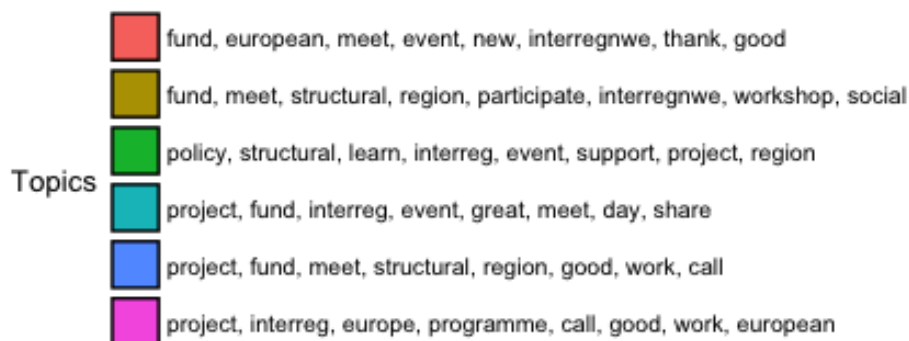 fund, european, meet, event, new, interregnwe, thank, good
fund, meet, structural, region, participate, interregnwe, workshop, social
policy, structural, learn, interreg, event, support, project, region
Topics
project, fund, interreg, event, great, meet, day, share
project, fund, meet, structural, region, good, work, call
project, interreg, europe, programme, call, good, work, european